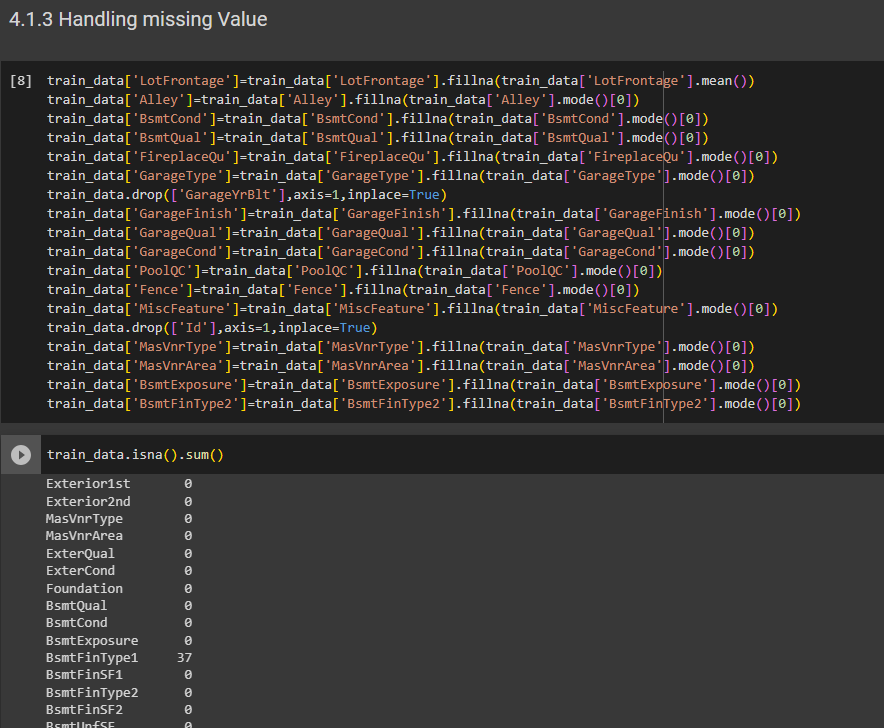 4.1.3 Handling missing Value
[8] train_data['LotFrontage']=train_data['LotFrontage'].fillna(train_data['LotFrontage'].mean())
train_data['Alley']=train_data['Alley'].fillna(train_data['Alley'].mode()[0])
train_data['BsmtCond']=train_data['BsmtCond'].fillna(train_data['BsmtCond'].mode()[0])
train_data['BsmtQual']=train_data['BsmtQual'].fillna(train_data['BsmtQual'].mode()[0])
train_data['FireplaceQu']=train_data['FireplaceQu'].fillna(train_data['FireplaceQu'].mode()[0])
train_data['GarageType']=train_data['GarageType'].fillna(train_data['GarageType'].mode()[0])
train_data.drop(['GarageYrBlt'],axis=1,inplace=True)
train_data['GarageFinish']=train_data['GarageFinish'].fillna(train_data['GarageFinish'].mode()[0])
train_data['GarageQual']=train_data['GarageQual'].fillna(train_data['GarageQual'].mode()[0])
train_data['GarageCond']=train_data['GarageCond'].fillna(train_data['GarageCond'].mode()[0])
train_data['PoolQC']=train_data['PoolQC'].fillna(train_data['PoolQC'].mode()[0])
train_data['Fence']=train_data['Fence'].fillna(train_data['Fence'].mode()[0])
train_data['MiscFeature']=train_data['MiscFeature'].fillna(train_data['MiscFeature'].mode()[0])
train_data.drop(['Id'],axis=1,inplace=True)
train_data['MasVnrType']=train_data['MasVnrType'].fillna(train_data['MasVnrType'].mode()[0])
train_data['MasVnrArea']=train_data['MasVnrArea'].fillna(train_data['MasVnrArea'].mode()[0])
train_data['BsmtExposure']=train_data['BsmtExposure'].fillna(train_data['BsmtExposure'].mode()[0])
train_data['BsmtFinType2']=train_data['BsmtFinType2'].fillna(train_data['BsmtFinType2'].mode()[0])
train_data.isna().sum()
Exterior1st 0
Exterior2nd 0
MasVnrType 0
MasVnrArea 0
ExterQual 0
ExterCond 0
Foundation 0
BsmtQual 0
BsmtCond 0
BsmtExposure 0
BsmtFinType1 37
BsmtFinSF1 0
BsmtFinType2 0
BsmtFinSF2 0
BsmtUnfSF 0